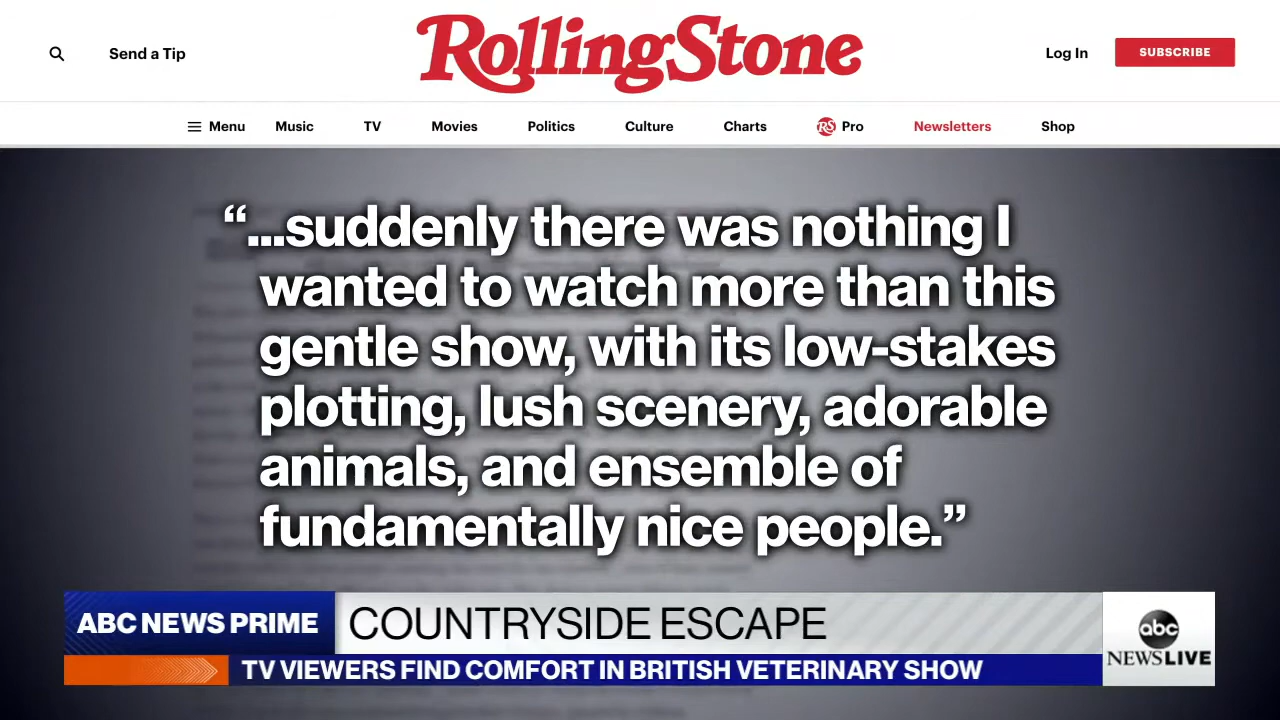 Send a Tip
RollingStone
Log In
SUBSCRIBE
Menu Music TV Movies Politics Culture Charts RS Pro Newsletters Shop
“...suddenly there was nothing I
wanted to watch more than this
gentle show, with its low-stakes
plotting, lush scenery, adorable
animals, and ensemble of
fundamentally nice people.”
ABC NEWS PRIME
COUNTRYSIDE ESCAPE
abc
NEWSLIVE
TV VIEWERS FIND COMFORT IN BRITISH VETERINARY SHOW